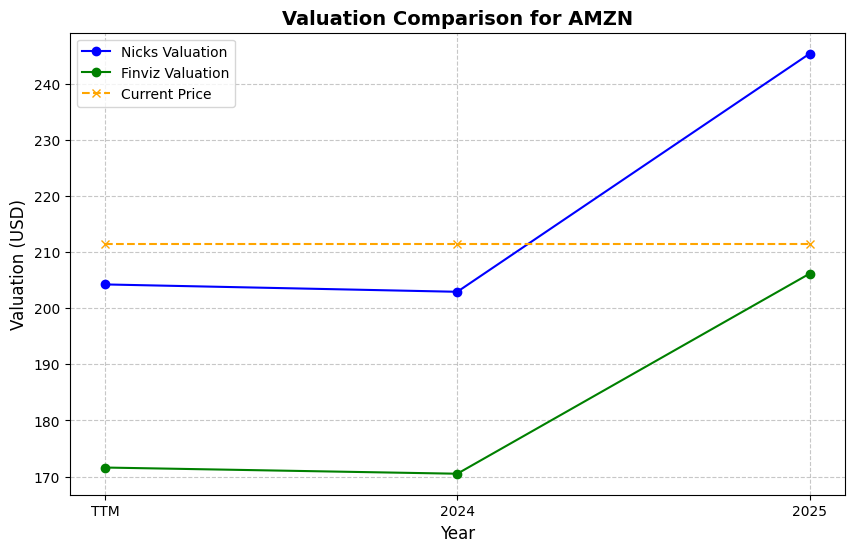 Valuation Comparison for AMZN
Nicks Valuation
Finviz Valuation
Current Price
Valuation (USD)
240
230
220
210
200
190
180
170
TTM
2024
2025
Year